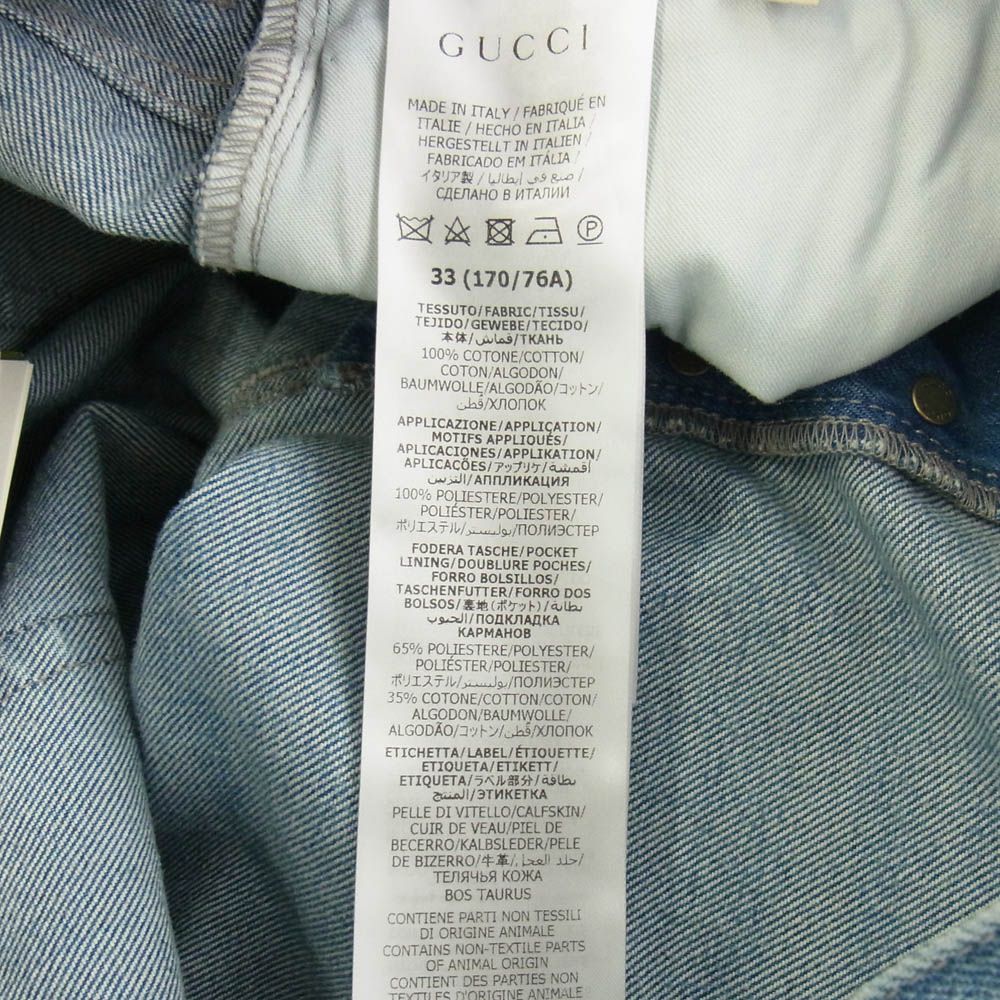 GUCCI
MADE IN ITALY / FABRIQUÉ EN
ITALIE / HECHO EN ITALIA /
HERGESTELLT IN ITALIEN /
FABRICADO EM ITÁLIA /
イタリア製 / صنع في إيطاليا /
СДЕЛАНО В ИТАЛИИ
P
33 (170/76A)
TESSUTO/FABRIC/TISSU/
TEJIDO/GEWEBE/TECIDO/
本体/قماش/ТКАНЬ
100% COTONE/COTTON/
COTON/ALGODON/
BAUMWOLLE/ALGODÃO/コットン/
قطن/ХЛОПОК
APPLICAZIONE/APPLICATION/
MOTIFS APPLIQUÉS/
APLICACIONES/APPLIKATION/
APLICAÇÕES/アップリケ/أقمشة
التزيين/АППЛИКАЦИЯ
100% POLIESTERE/POLYESTER/
POLIÉSTER/POLIESTER/
ポリエステル/بوليستر/ПОЛИЭСТЕР
FODERA TASCHE/POCKET
LINING/DOUBLURE POCHES/
FORRO BOLSILLOS/
TASCHENFUTTER/FORRO DOS
BOLSOS/裏地(ポケット)/بطانة
الجيوب/ПОДКЛАДКА
КАРМАНОВ
65% POLIESTERE/POLYESTER/
POLIÉSTER/POLIESTER/
ポリエステル/بوليستر/ПОЛИЭСТЕР
35% COTONE/COTTON/COTON/
ALGODON/BAUMWOLLE/
ALGODÃO/コットン/قطن/ХЛОПОК
ETICHETTA/LABEL/ÉTIQUETTE/
ETIQUETA/ETIKETT/
ETIQUETA/ラベル部分/بطاقة
المنتج/ЭТИКЕТКА
PELLE DI VITELLO/CALFSKIN/
CUIR DE VEAU/PIEL DE
BECERRO/KALBSLEDER/PELE
DE BIZERRO/牛革/جلد العجل/
ТЕЛЯЧЬЯ КОЖА
BOS TAURUS
CONTIENE PARTI NON TESSILI
DI ORIGINE ANIMALE
CONTAINS NON-TEXTILE PARTS
OF ANIMAL ORIGIN
CONTIENT DES PARTIES NON
TEXTILES D'ORIGINE ANIMALE